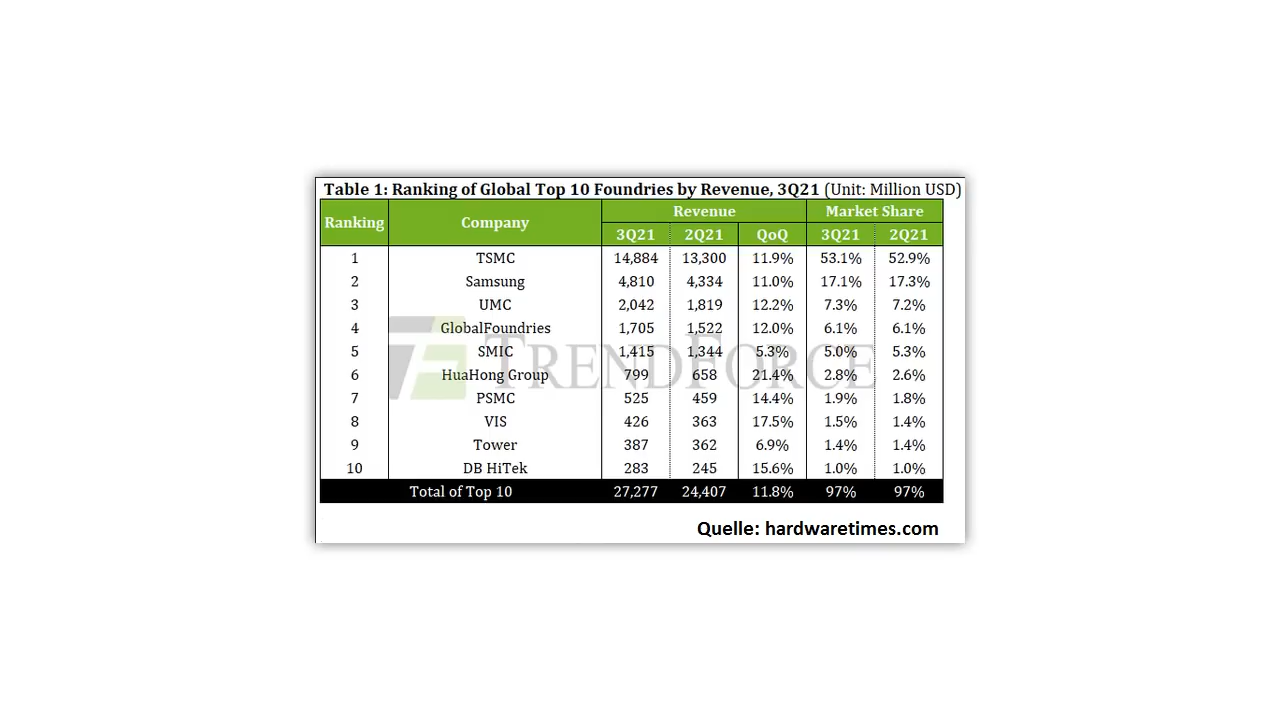 Table 1: Ranking of Global Top 10 Foundries by Revenue, 3Q21 (Unit: Million USD)
Ranking Company Revenue Market Share
3Q21 2Q21 QoQ 3Q21 2Q21
1 TSMC 14,884 13,300 11.9% 53.1% 52.9%
2 Samsung 4,810 4,334 11.0% 17.1% 17.3%
3 UMC 2,042 1,819 12.2% 7.3% 7.2%
4 GlobalFoundries 1,705 1,522 12.0% 6.1% 6.1%
5 SMIC 1,415 1,344 5.3% 5.0% 5.3%
6 HuaHong Group 799 658 21.4% 2.8% 2.6%
7 PSMC 525 459 14.4% 1.9% 1.8%
8 VIS 426 363 17.5% 1.5% 1.4%
9 Tower 387 362 6.9% 1.4% 1.4%
10 DB HiTek 283 245 15.6% 1.0% 1.0%
Total of Top 10 27,277 24,407 11.8% 97% 97%
TRENDFORCE
Quelle: hardwaretimes.com